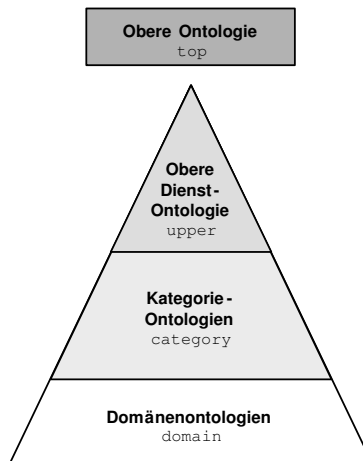 Obere Ontologie
top
Obere
Dienst-
Ontologie
upper
Kategorie-
Ontologien
category
Domänenontologien
domain